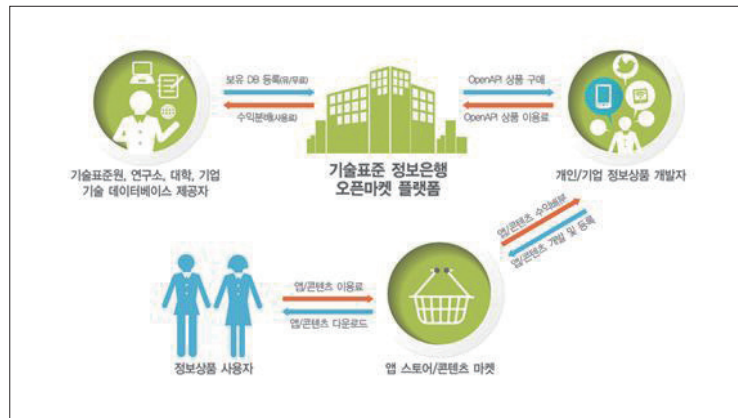 보유 DB 등록(유/무료)
수익분배(사용료)
OpenAPI 상품 구매
OpenAPI 상품 이용료
기술표준원, 연구소, 대학, 기업
기술 데이터베이스 제공자
기술표준 정보은행
오픈마켓 플랫폼
개인/기업 정보상품 개발자
앱/콘텐츠 수익배분
앱/콘텐츠 개발 및 등록
앱/콘텐츠 이용료
앱/콘텐츠 다운로드
정보상품 사용자
앱 스토어/콘텐츠 마켓